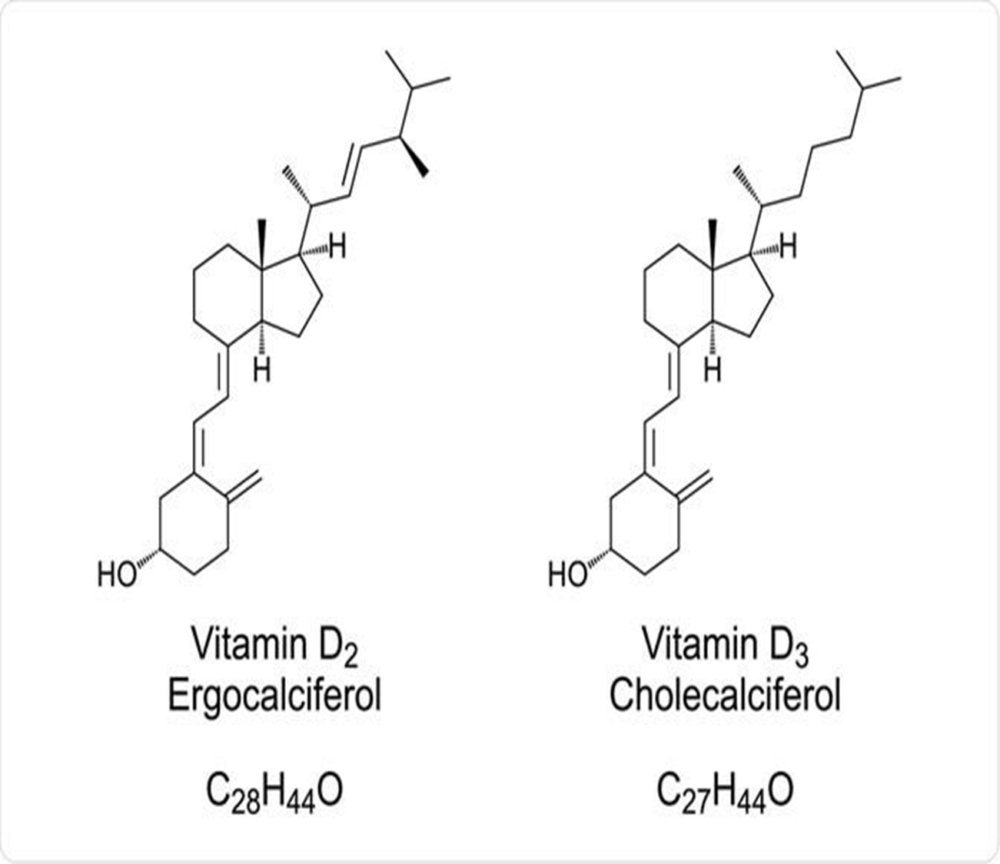 H
H
H
H
HO
HO
Vitamin D₂
Ergocalciferol
C₂₈H₄₄O
Vitamin D₃
Cholecalciferol
C₂₇H₄₄O